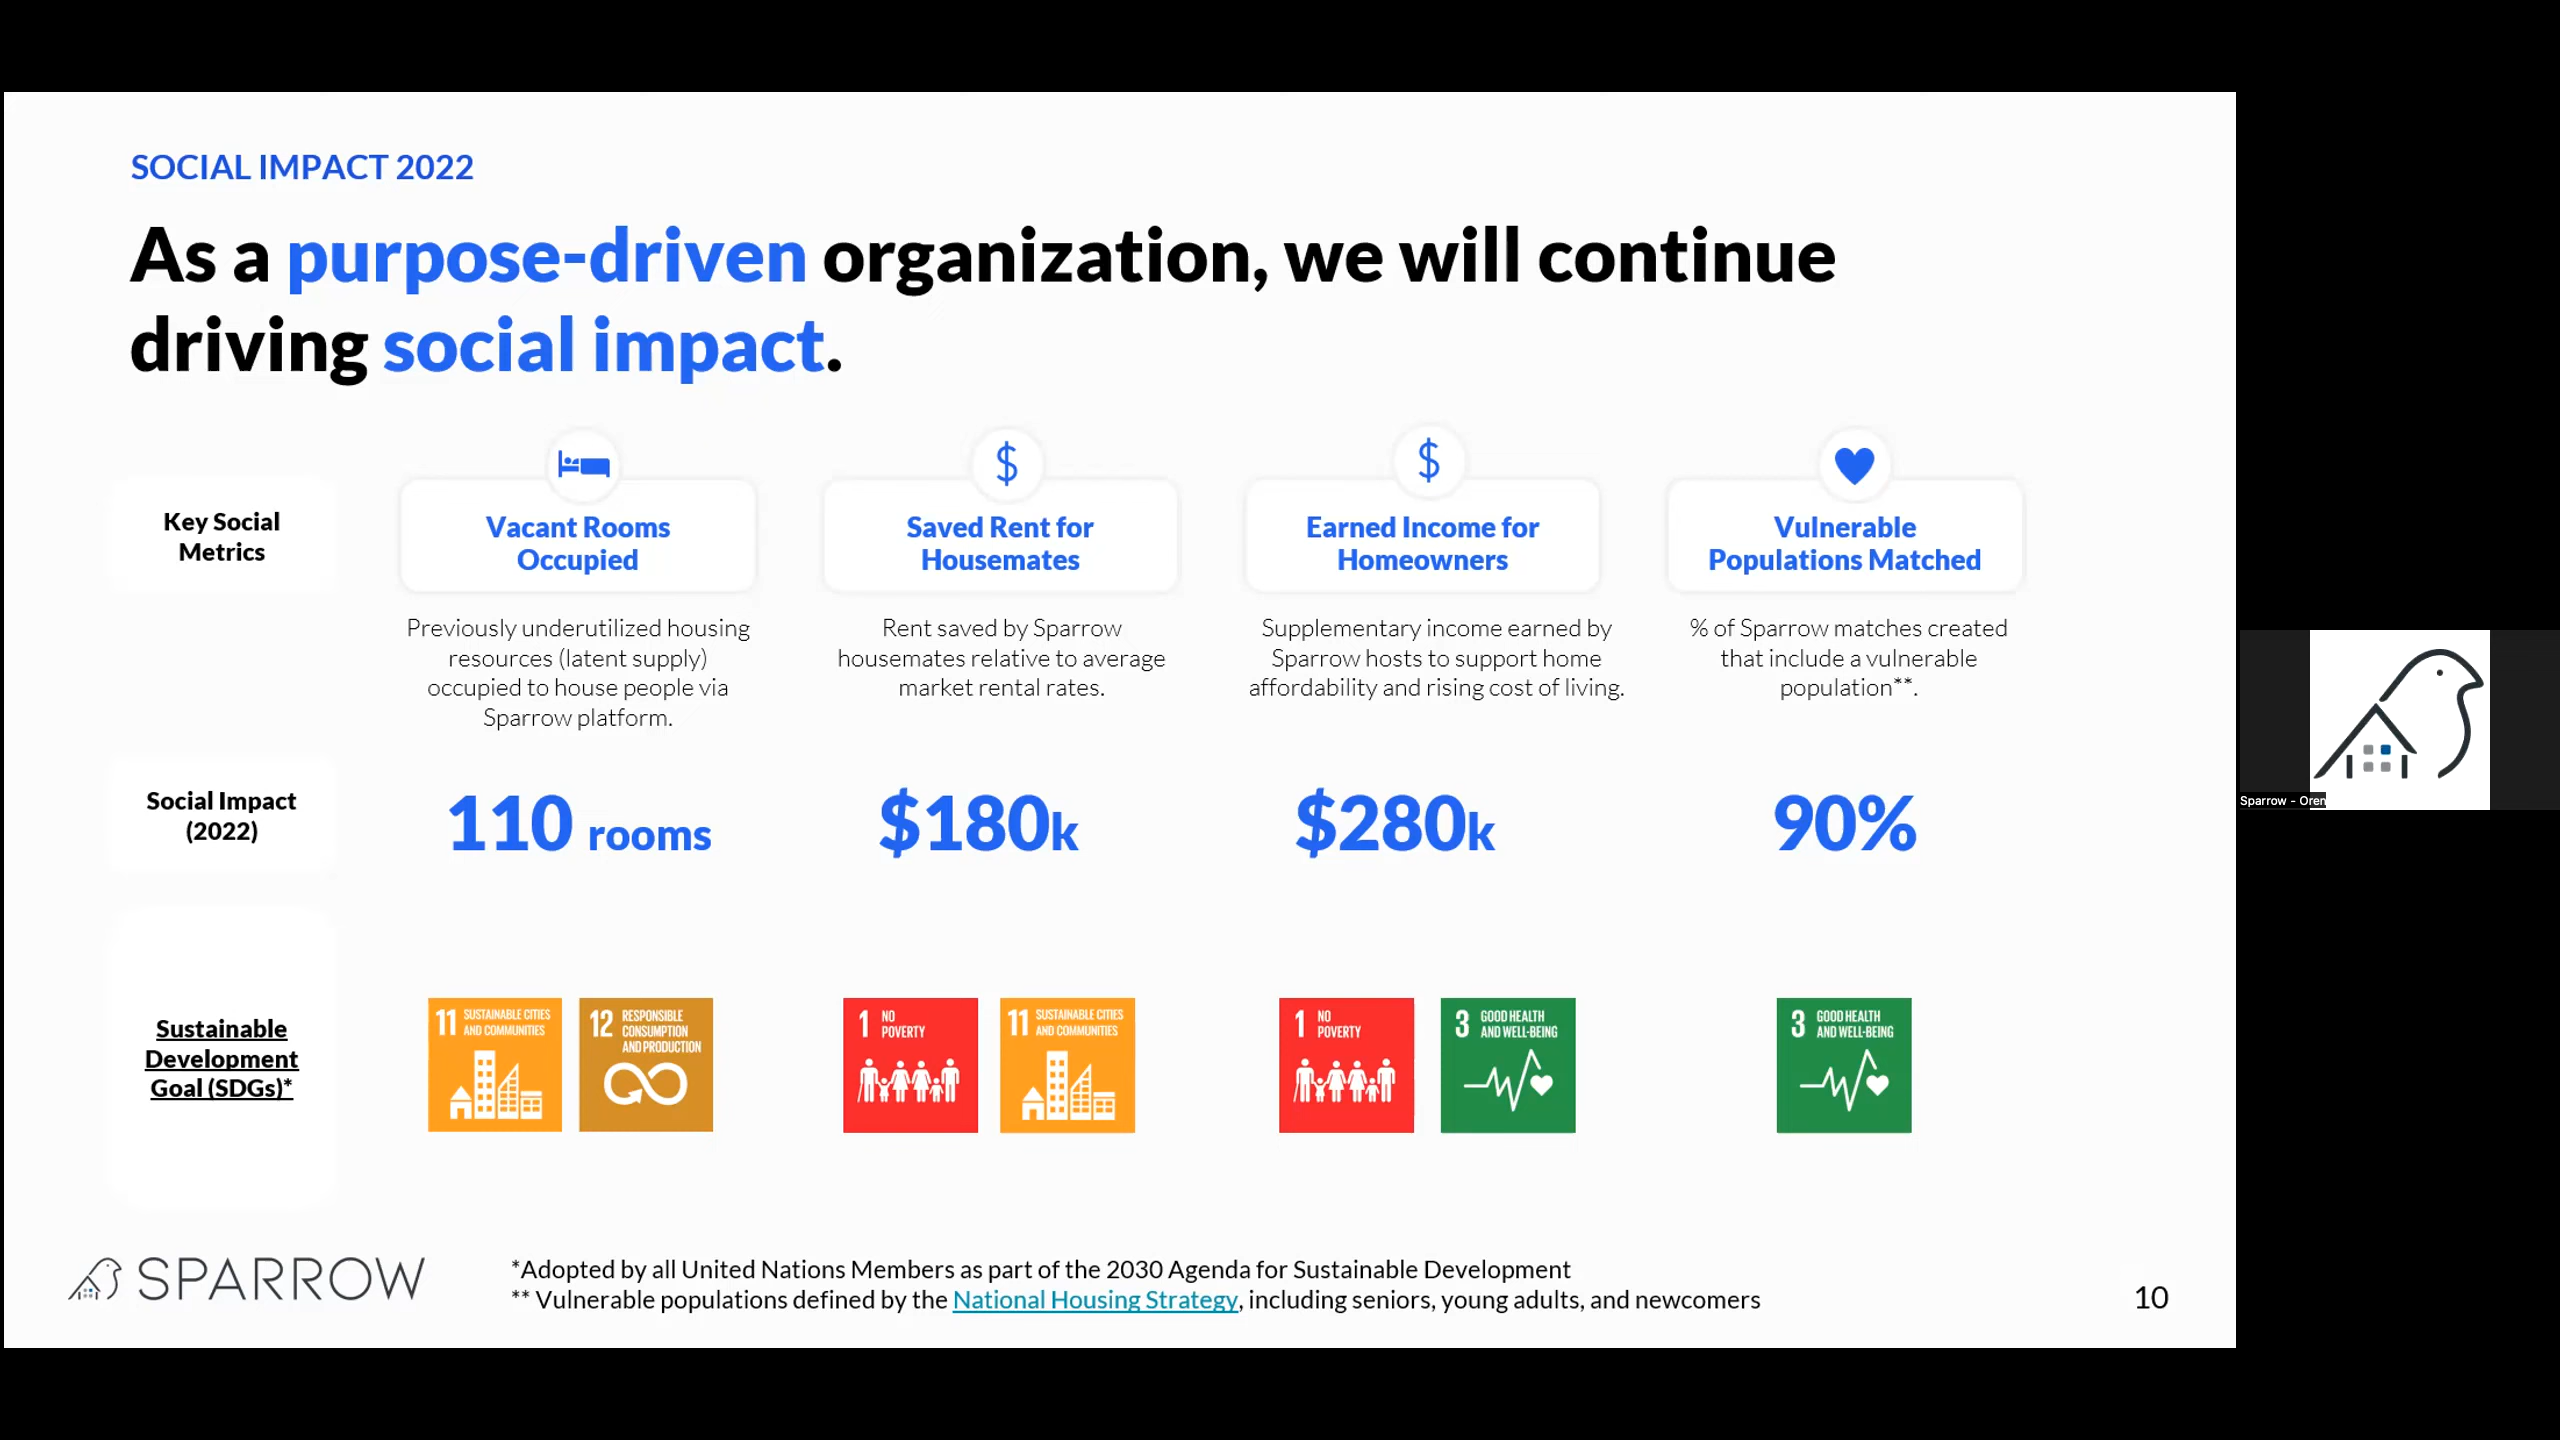 SOCIAL IMPACT 2022
As a purpose-driven organization, we will continue
driving social impact.
Key Social
Metrics
Vacant Rooms
Occupied
Previously underutilized housing
resources (latent supply)
occupied to house people via
Sparrow platform.
Saved Rent for
Housemates
Rent saved by Sparrow
housemates relative to average
market rental rates.
Earned Income for
Homeowners
Supplementary income earned by
Sparrow hosts to support home
affordability and rising cost of living.
Vulnerable
Populations Matched
% of Sparrow matches created
that include a vulnerable
population**.
Social Impact
(2022)
110 rooms
$180k
$280k
90%
Sustainable
Development
Goal (SDGs)*
11 SUSTAINABLE CITIES
AND COMMUNITIES
12 RESPONSIBLE
CONSUMPTION
AND PRODUCTION
1 NO
POVERTY
11 SUSTAINABLE CITIES
AND COMMUNITIES
1 NO
POVERTY
3 GOOD HEALTH
AND WELL-BEING
3 GOOD HEALTH
AND WELL-BEING
SPARROW
*Adopted by all United Nations Members as part of the 2030 Agenda for Sustainable Development
** Vulnerable populations defined by the National Housing Strategy, including seniors, young adults, and newcomers
10
Sparrow - Oren